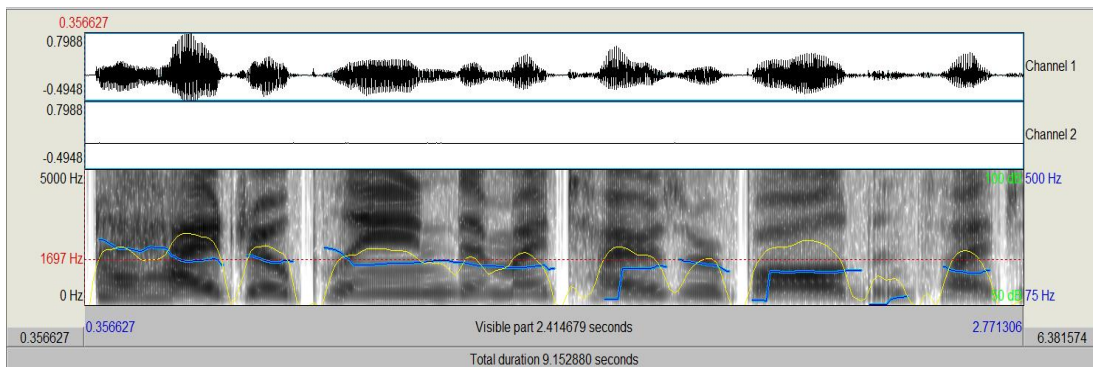 0.356627
0.7988
-0.4948
Channel 1
0.7988
-0.4948
Channel 2
5000 Hz
100 dB 500 Hz
1697 Hz
0 Hz
50 dB 75 Hz
0.356627 0.356627 Visible part 2.414679 seconds 2.771306 6.381574
Total duration 9.152880 seconds